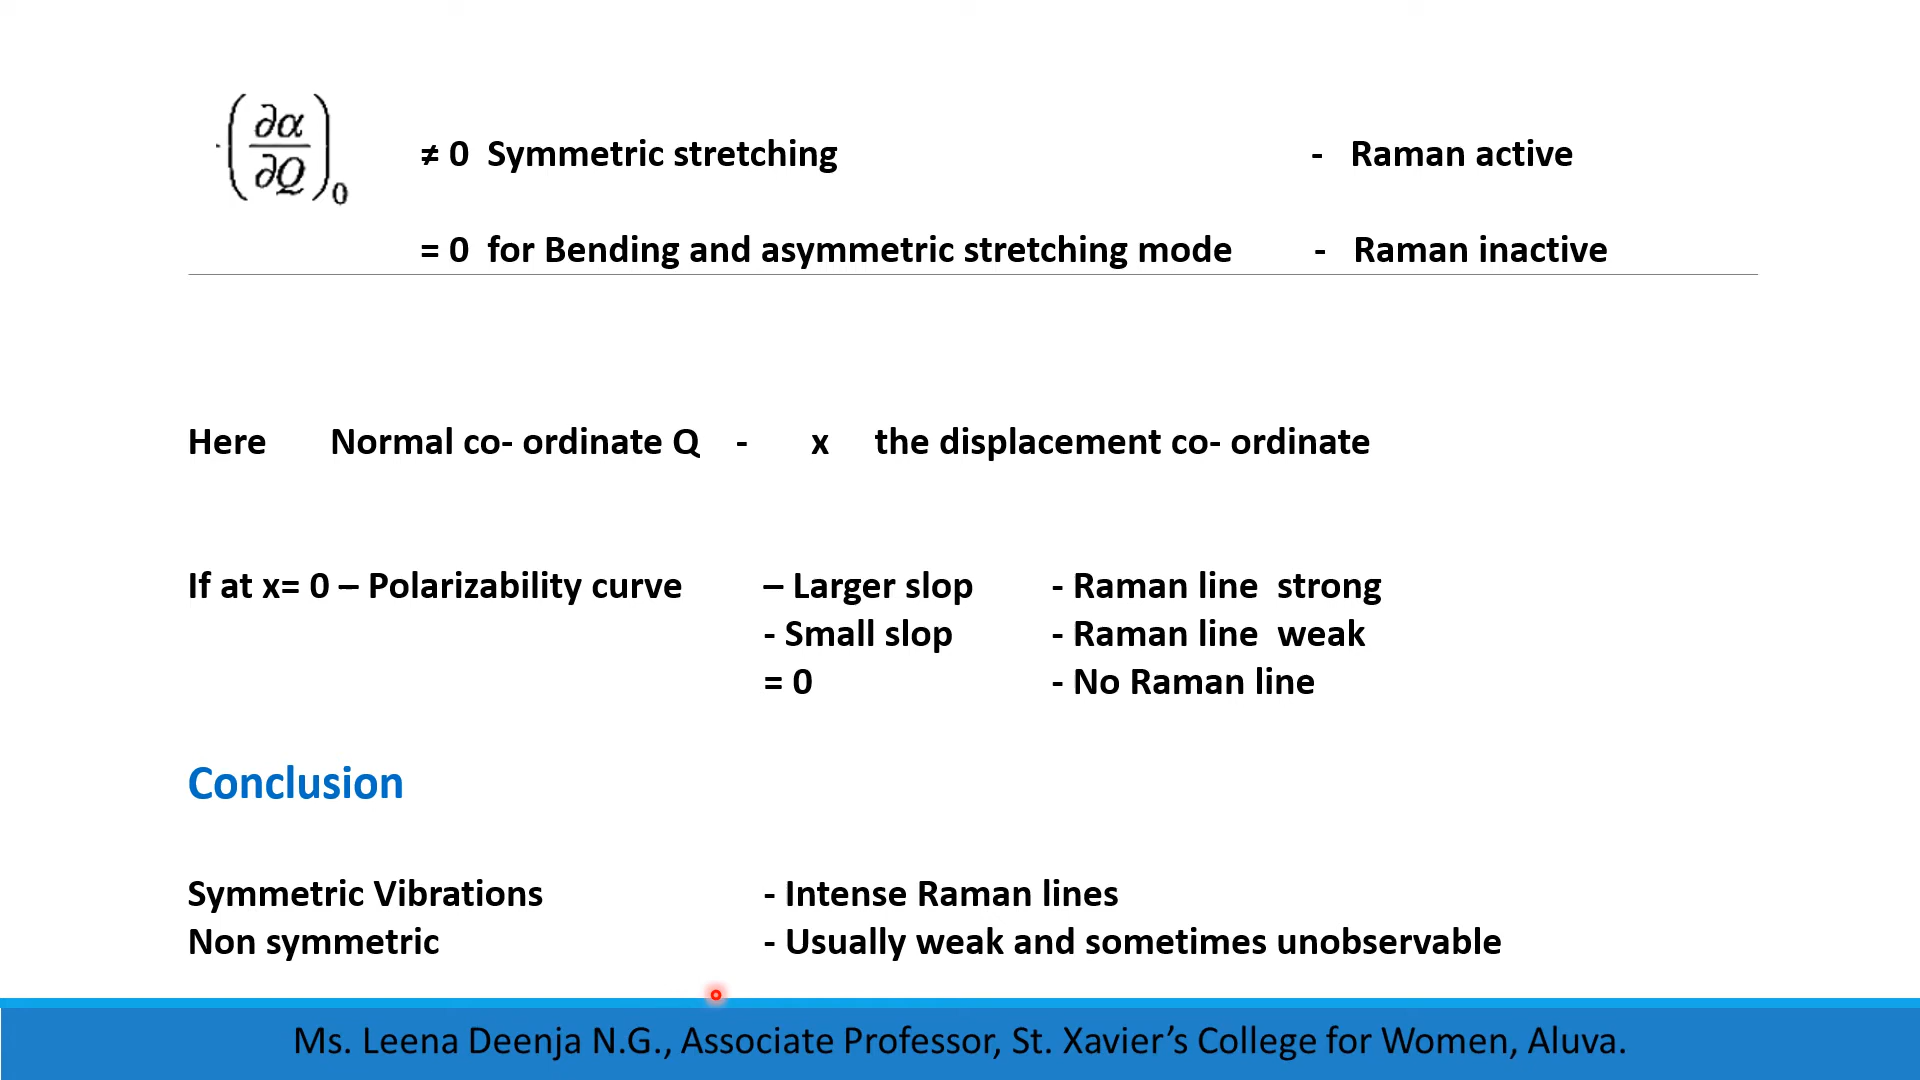 (∂α/∂Q)₀ ≠ 0 Symmetric stretching - Raman active
= 0 for Bending and asymmetric stretching mode - Raman inactive
Here Normal co- ordinate Q - x the displacement co- ordinate
If at x= 0 – Polarizability curve – Larger slop - Raman line strong
- Small slop - Raman line weak
= 0 - No Raman line
Conclusion
Symmetric Vibrations - Intense Raman lines
Non symmetric - Usually weak and sometimes unobservable
Ms. Leena Deenja N.G., Associate Professor, St. Xavier’s College for Women, Aluva.